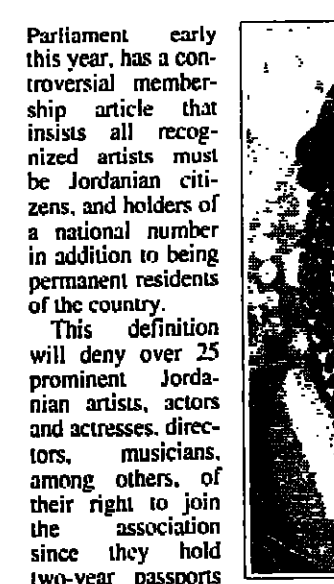 Parliament early
this year, has a con-
troversial member-
ship article that
insists all recog-
nized artists must
be Jordanian citi-
zens, and holders of
a national number
in addition to being
permanent residents
of the country.
This definition
will deny over 25
prominent Jorda-
nian artists, actors
and actresses, direc-
tors, musicians,
among others, of
their right to join
the association
since they hold
two-year passports